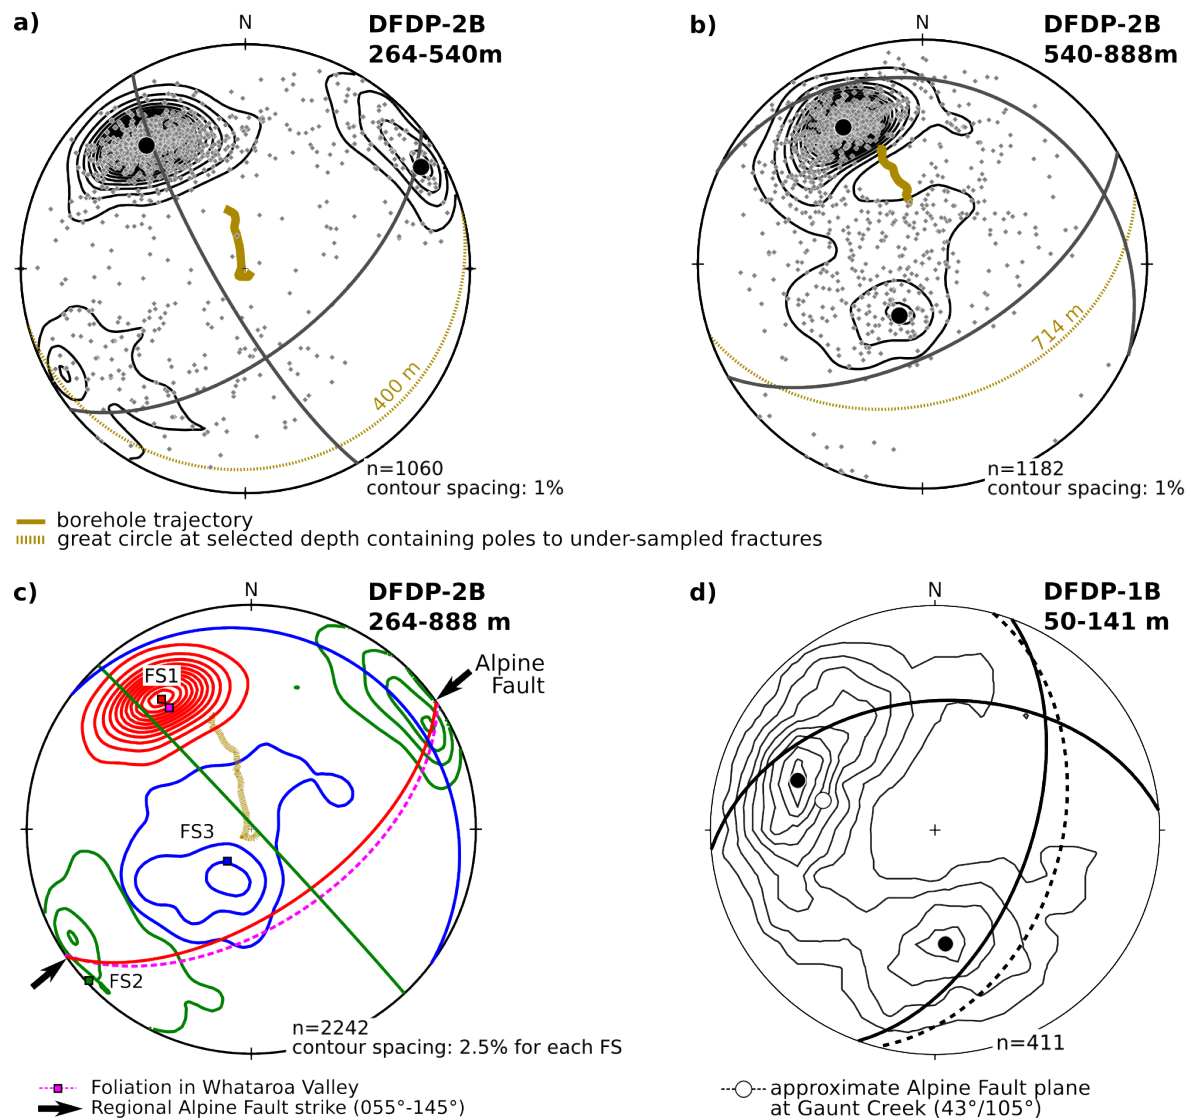 a)
N
DFDP-2B
264-540m
400 m
n=1060
contour spacing: 1%
b)
N
DFDP-2B
540-888m
714 m
n=1182
contour spacing: 1%
borehole trajectory
great circle at selected depth containing poles to under-sampled fractures
c)
N
DFDP-2B
264-888 m
Alpine
Fault
FS1
FS3
FS2
n=2242
contour spacing: 2.5% for each FS
Foliation in Whataroa Valley
Regional Alpine Fault strike (055°-145°)
d)
N
DFDP-1B
50-141 m
n=411
approximate Alpine Fault plane
at Gaunt Creek (43°/105°)